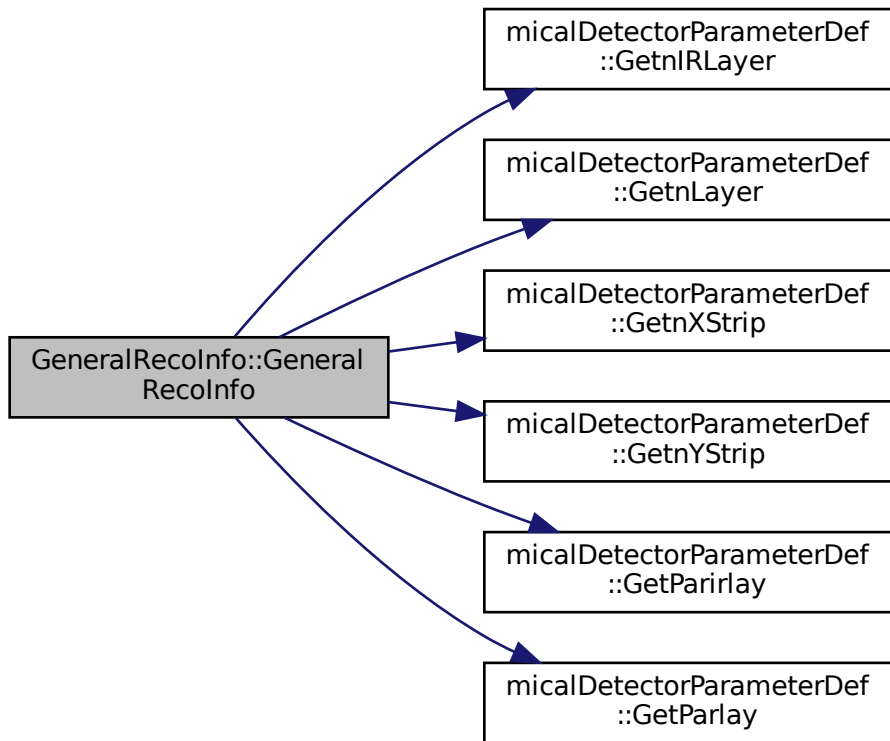 micalDetectorParameterDef
::GetnIRLayer
micalDetectorParameterDef
::GetnLayer
micalDetectorParameterDef
::GetnXStrip
GeneralRecoInfo::General
RecoInfo
micalDetectorParameterDef
::GetnYStrip
micalDetectorParameterDef
::GetParirlay
micalDetectorParameterDef
::GetParlay